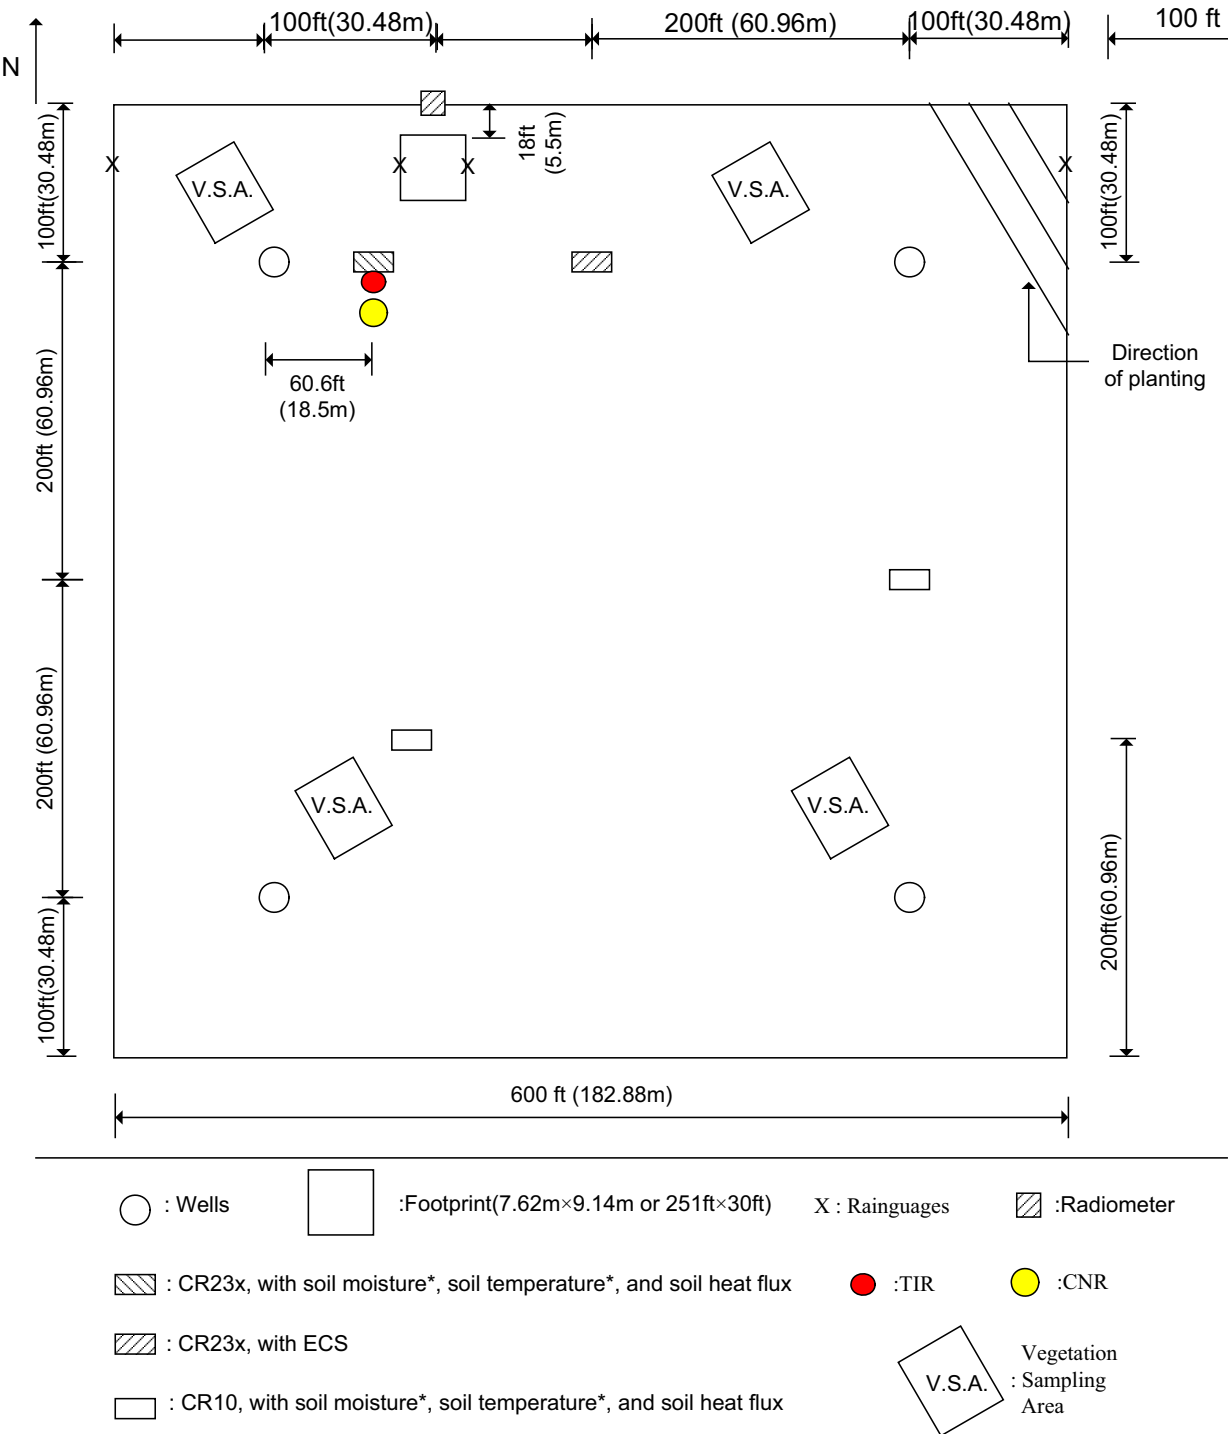 100ft(30.48m)
200ft (60.96m)
100ft(30.48m)
100 ft
N
18ft
(5.5m)
100ft(30.48m)
X
V.S.A.
X
X
V.S.A.
X
100ft(30.48m)
60.6ft
(18.5m)
Direction
of planting
200ft (60.96m)
200ft (60.96m)
V.S.A.
V.S.A.
200ft(60.96m)
100ft(30.48m)
600 ft (182.88m)
: Wells
:Footprint(7.62m×9.14m or 251ft×30ft)
X : Rainguages
:Radiometer
: CR23x, with soil moisture*, soil temperature*, and soil heat flux
:TIR
:CNR
: CR23x, with ECS
: CR10, with soil moisture*, soil temperature*, and soil heat flux
V.S.A.
Vegetation
: Sampling
Area